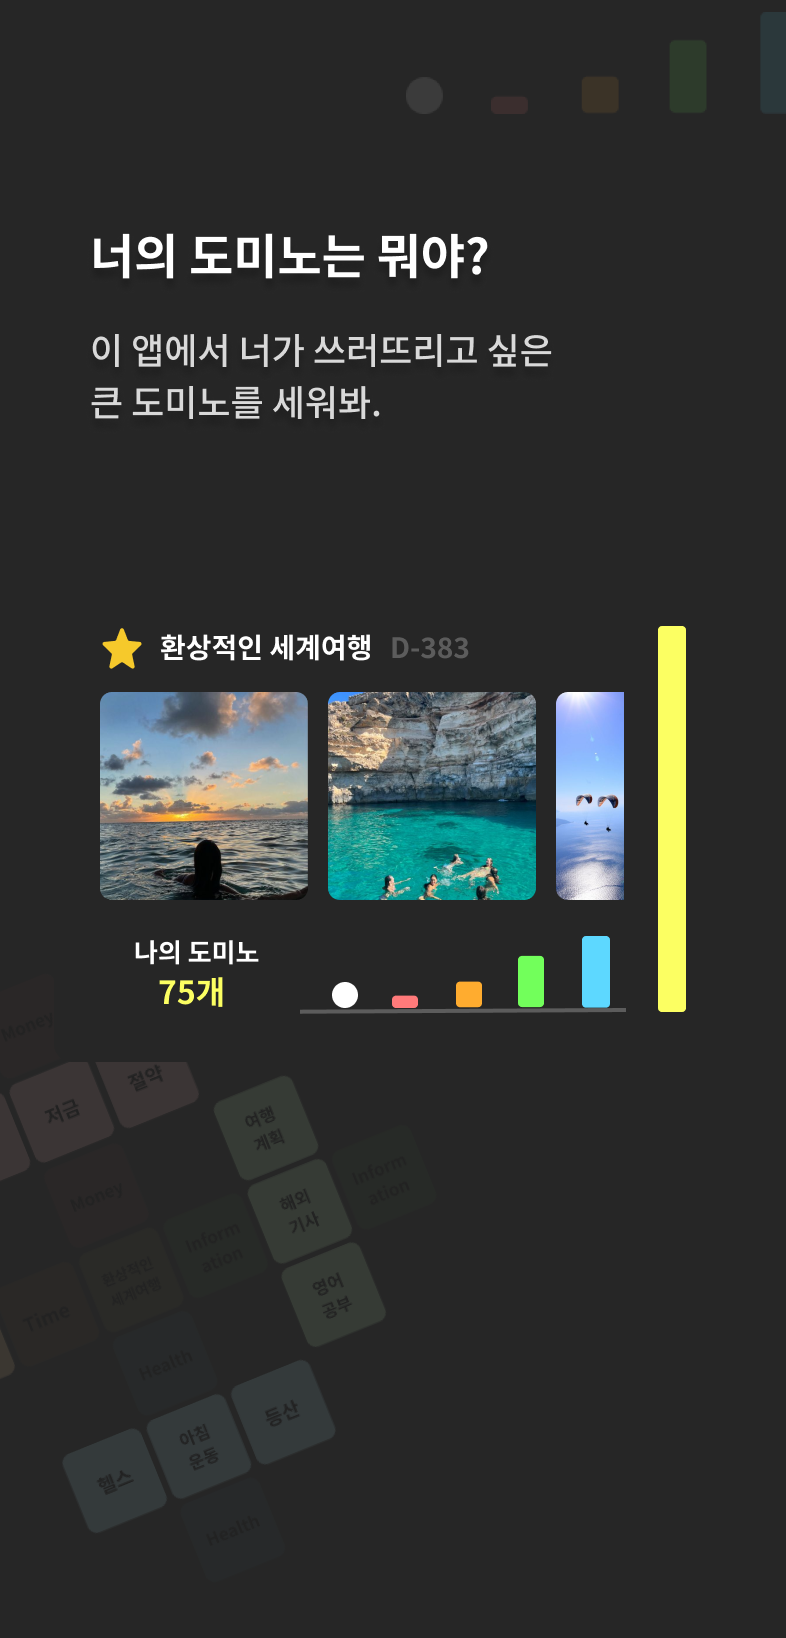 너의 도미노는 뭐야?
이 앱에서 너가 쓰러뜨리고 싶은
큰 도미노를 세워봐.
환상적인 세계여행 D-383
나의 도미노
75개
Money
저금
절약
여행
계획
Money
해외
기사
Inform
ation
환상적인
세계여행
Inform
ation
영어
공부
Time
Health
등산
아침
운동
헬스
Health